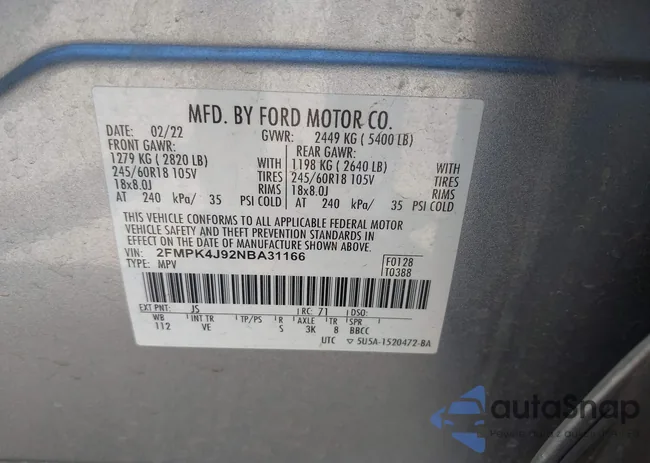 MFD. BY FORD MOTOR CO.
DATE: 02/22 GVWR: 2449 KG ( 5400 LB)
FRONT GAWR: REAR GAWR:
1279 KG ( 2820 LB) WITH 1198 KG ( 2640 LB) WITH
245/60R18 105V TIRES 245/60R18 105V TIRES
18x8.0J RIMS 18x8.0J RIMS
AT 240 kPa/ 35 PSI COLD AT 240 kPa/ 35 PSI COLD
THIS VEHICLE CONFORMS TO ALL APPLICABLE FEDERAL MOTOR
VEHICLE SAFETY AND THEFT PREVENTION STANDARDS IN
EFFECT ON THE DATE OF MANUFACTURE SHOWN ABOVE.
VIN: 2FMPK4J92NBA31166 F0128
TYPE: MPV T0388
EXT PNT: JS RC: 71 DSO:
WB INT TR TP/PS R AXLE TR SPR
112 VE S 3K 8 BBCC
UTC 5U5A-1520472-BA
autoSnap